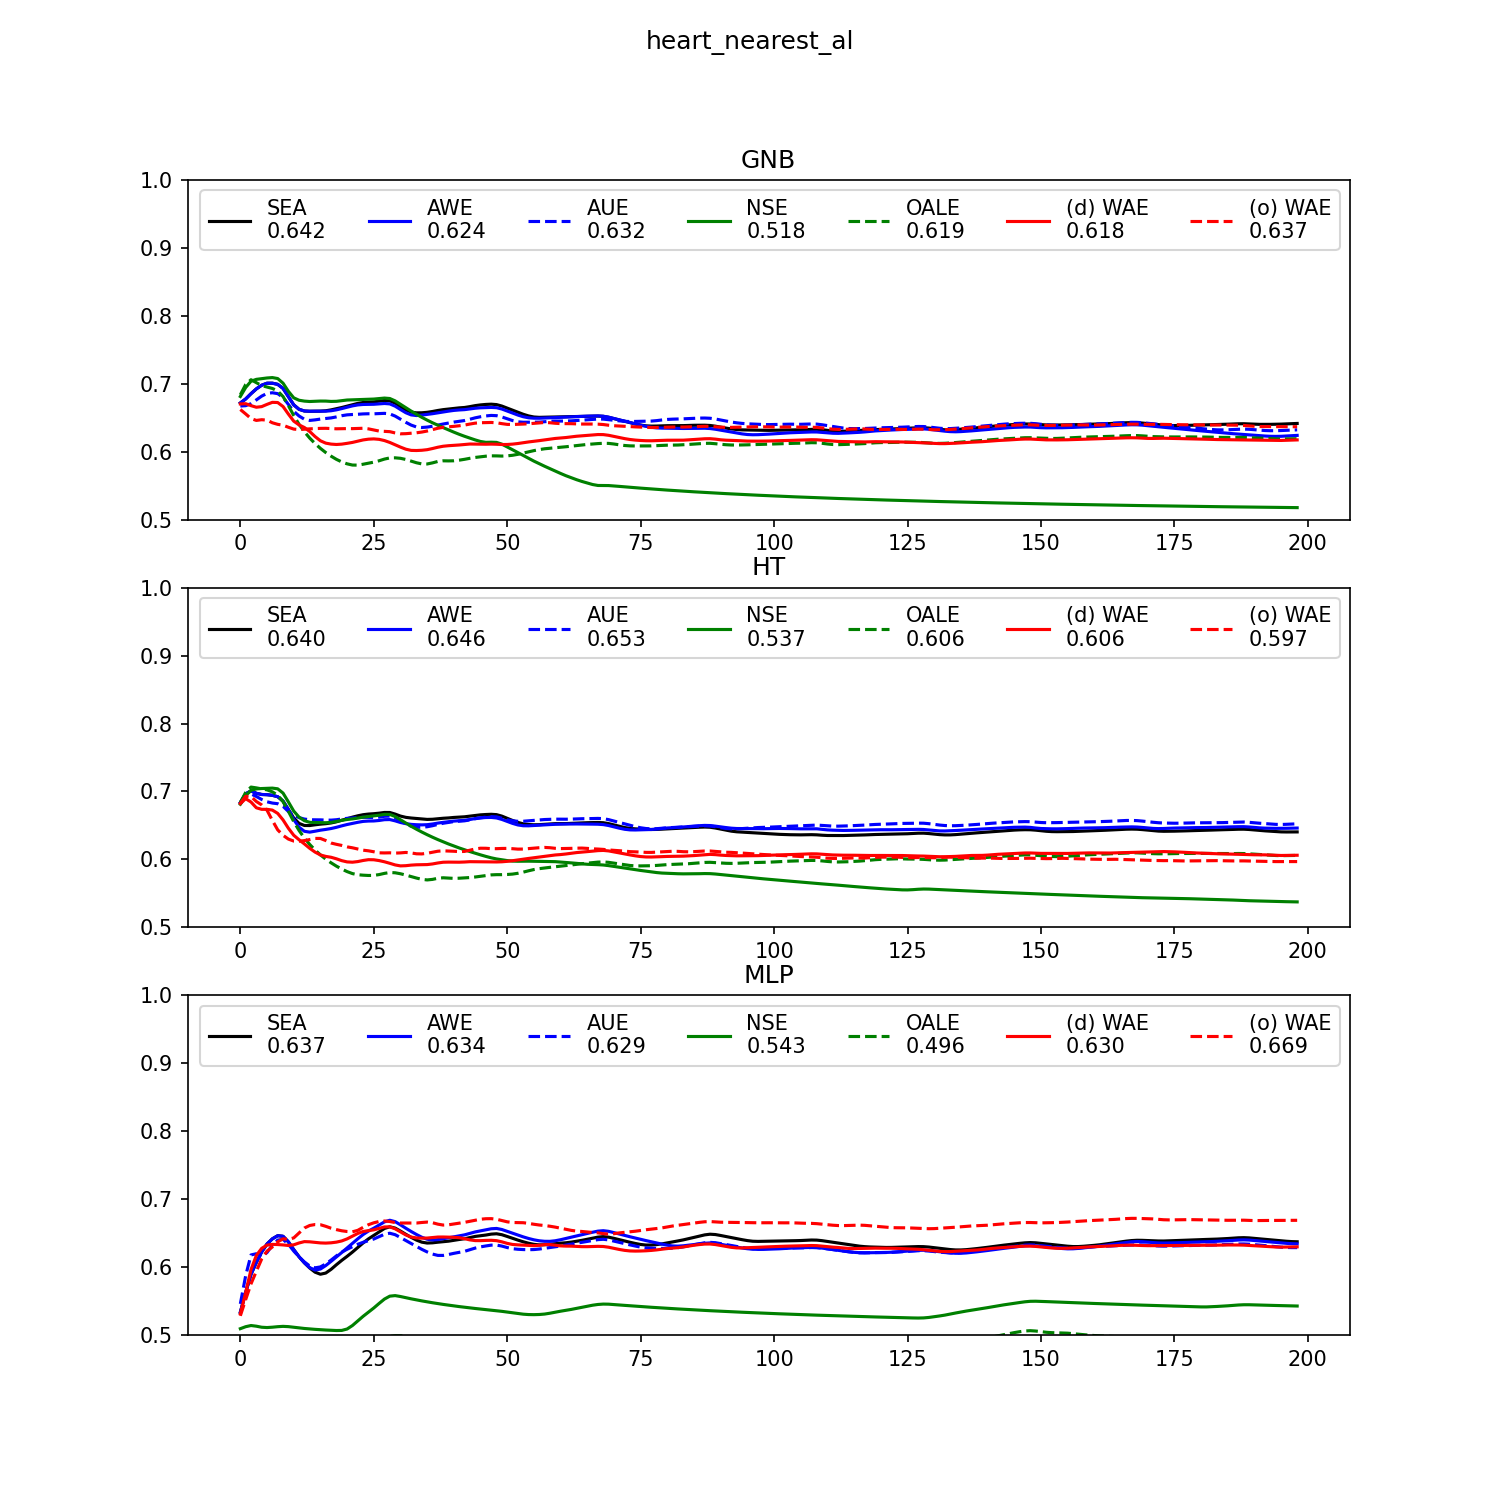 heart_nearest_al
GNB
1.0
0.9
0.8
0.7
0.6
0.5
SEA AWE AUE NSE OALE (d) WAE (o) WAE
0.642 0.624 0.632 0.518 0.619 0.618 0.637
0 25 50 75 100 125 150 175 200
HT
1.0
0.9
0.8
0.7
0.6
0.5
SEA AWE AUE NSE OALE (d) WAE (o) WAE
0.640 0.646 0.653 0.537 0.606 0.606 0.597
0 25 50 75 100 125 150 175 200
MLP
1.0
0.9
0.8
0.7
0.6
0.5
SEA AWE AUE NSE OALE (d) WAE (o) WAE
0.637 0.634 0.629 0.543 0.496 0.630 0.669
0 25 50 75 100 125 150 175 200